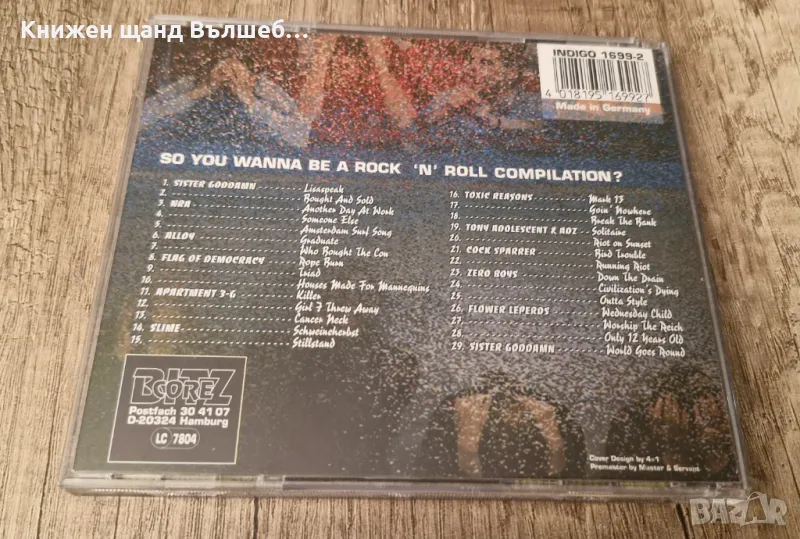 Книжен щанд Вълшеб...
INDIGO 1699-2
4 018195 169927
Made in Germany
SO YOU WANNA BE A ROCK 'N' ROLL COMPILATION?
1. SISTER GODDAMN Lisaspeak
2. Bought And Sold
3. NRA Another Day At Work
4. Someone Else
5. Amsterdam Surf Song
6. ALLOY Graduate
7. Who Bought The Con
8. FLAG OF DEMOCRACY Rope Burn
9. Triad
10. Houses Made For Mannequins
11. APARTMENT 3-G Killer
12. Girl I Threw Away
13. Cancer Neck
14. SLIME Schweineherbst
15. Stillstand
16. TOXIC REASONS Mark 13
17. Goin' Nowhere
18. Break The Bank
19. TONY ADOLESCENT & ADZ Solitaire
20. Riot on Sunset
21. COCK SPARRER Bird Trouble
22. Running Riot
23. ZERO BOYS Down The Drain
24. Civilization's Dying
25. Outta Style
26. FLOWER LEPERDS Wednesday Child
27. Worship The Reich
28. Only 12 Years Old
29. SISTER GODDAMN World Goes Round
BITZCORE
Postfach 30 41 07
D-20324 Hamburg
LC 7804
Cover Design by 4+1
Premaster by Master & Servant
BAZAR